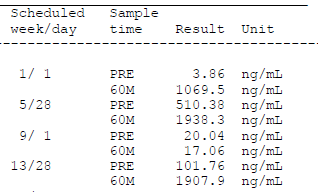 Scheduled Sample
week/day time Result Unit
1/ 1 PRE 3.86 ng/mL
60M 1069.5 ng/mL
5/28 PRE 510.38 ng/mL
60M 1938.3 ng/mL
9/ 1 PRE 20.04 ng/mL
60M 17.06 ng/mL
13/28 PRE 101.76 ng/mL
60M 1907.9 ng/mL